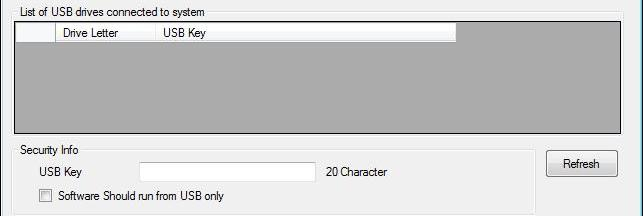 List of USB drives connected to system
Drive Letter USB Key
Security Info
USB Key 20 Character
Refresh
Software Should run from USB only